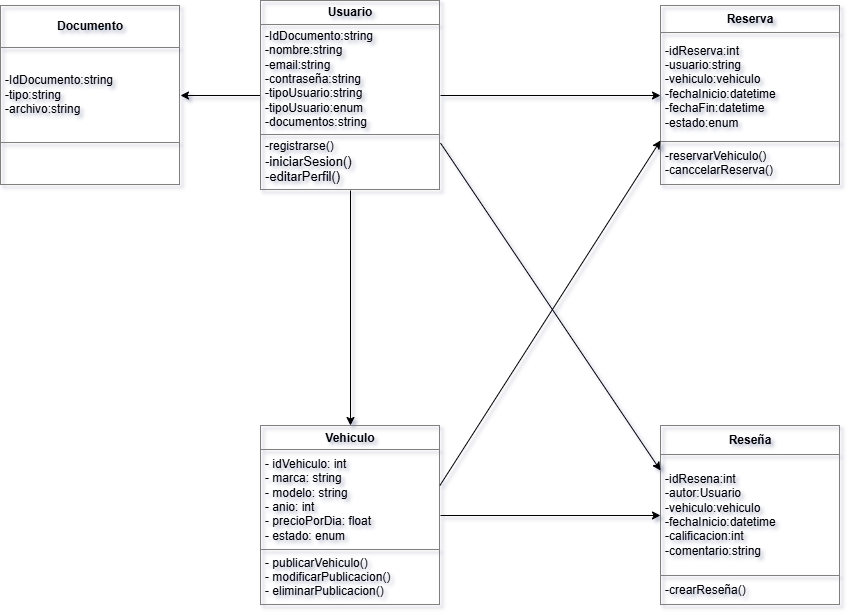 Documento
-IdDocumento:string
-tipo:string
-archivo:string
Usuario
-IdDocumento:string
-nombre:string
-email:string
-contraseña:string
-tipoUsuario:string
-tipoUsuario:enum
-documentos:string
-registrarse()
-iniciarSesion()
-editarPerfil()
Reserva
-idReserva:int
-usuario:string
-vehiculo:vehiculo
-fechaInicio:datetime
-fechaFin:datetime
-estado:enum
-reservarVehiculo()
-canccelarReserva()
Vehiculo
- idVehiculo: int
- marca: string
- modelo: string
- anio: int
- precioPorDia: float
- estado: enum
- publicarVehiculo()
- modificarPublicacion()
- eliminarPublicacion()
Reseña
-idResena:int
-autor:Usuario
-vehiculo:vehiculo
-fechaInicio:datetime
-calificacion:int
-comentario:string
-crearReseña()